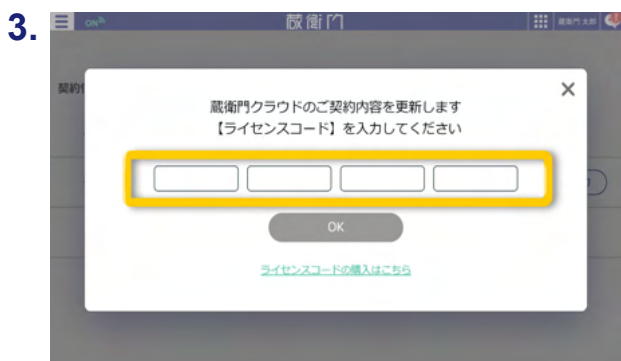 3.
ON
蔵衛門
蔵衛門 太郎
契約
×
蔵衛門クラウドのご契約内容を更新します
【ライセンスコード】を入力してください
OK
ライセンスコードの購入はこちら